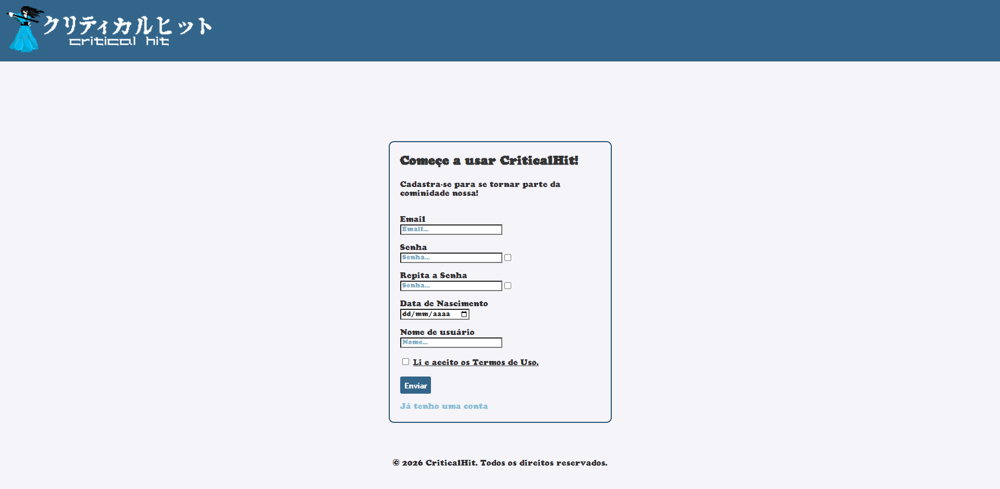 クリティカルヒット
critical hit
Começe a usar CriticalHit!
Cadastra-se para se tornar parte da
cominidade nossa!
Email
Email...
Senha
Senha...
Repita a Senha
Senha...
Data de Nascimento
dd/mm/aaaa
Nome de usuário
Nome...
Li e aceito os Termos de Uso.
Enviar
Já tenho uma conta
© 2026 CriticalHit. Todos os direitos reservados.